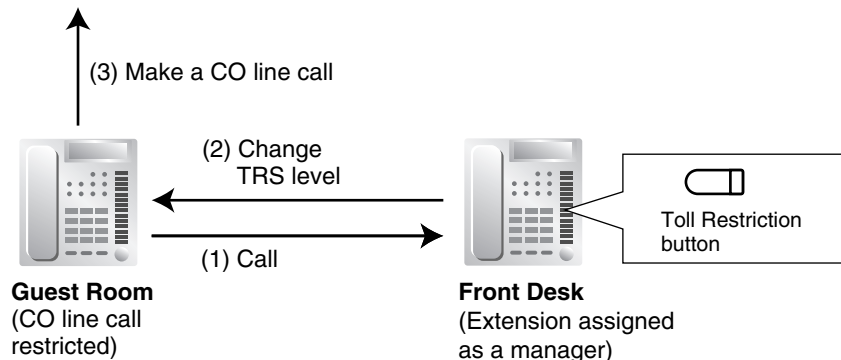 (3) Make a CO line call
(2) Change
TRS level
(1) Call
Toll Restriction
button
Guest Room
(CO line call
restricted)
Front Desk
(Extension assigned
as a manager)